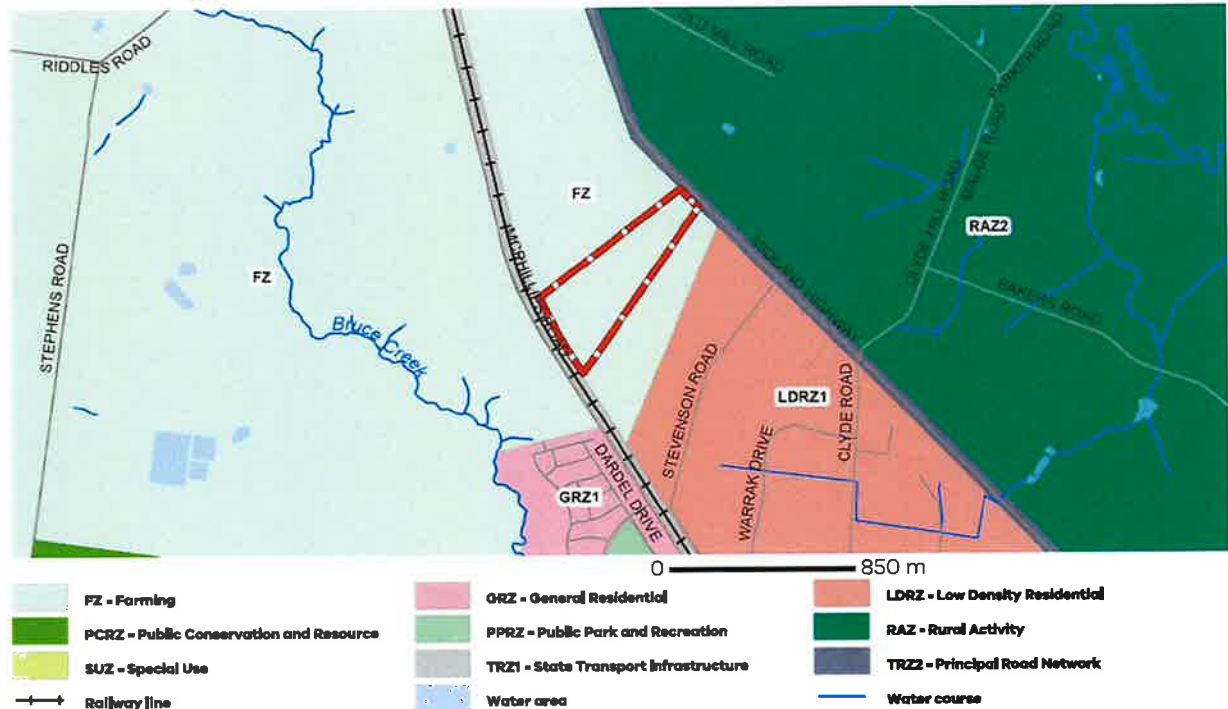 OLD MILL ROAD
RIDDLES ROAD
PARKS ROAD
FZ
CLYDE HILL ROAD
RAZ2
MCPHILLIPS ROAD
MIDLAND HIGHWAY
FZ
BAKERS ROAD
STEPHENS ROAD
Bruce Creek
STEVENSON ROAD
LDRZ1
CLYDE ROAD
WARRAK DRIVE
DARDEL DRIVE
GRZ1
0 850 m
FZ - Farming
PCRZ - Public Conservation and Resource
SUZ - Special Use
Railway line
GRZ - General Residential
PPRZ - Public Park and Recreation
TRZ1 - State Transport Infrastructure
Water area
LDRZ - Low Density Residential
RAZ - Rural Activity
TRZ2 - Principal Road Network
Water course